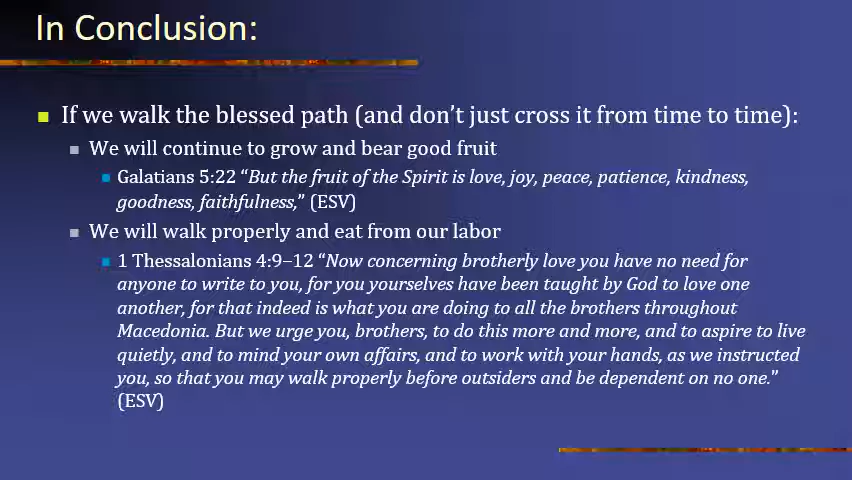 In Conclusion:
If we walk the blessed path (and don’t just cross it from time to time):
We will continue to grow and bear good fruit
Galatians 5:22 “But the fruit of the Spirit is love, joy, peace, patience, kindness,
goodness, faithfulness,” (ESV)
We will walk properly and eat from our labor
1 Thessalonians 4:9–12 “Now concerning brotherly love you have no need for
anyone to write to you, for you yourselves have been taught by God to love one
another, for that indeed is what you are doing to all the brothers throughout
Macedonia. But we urge you, brothers, to do this more and more, and to aspire to live
quietly, and to mind your own affairs, and to work with your hands, as we instructed
you, so that you may walk properly before outsiders and be dependent on no one.”
(ESV)